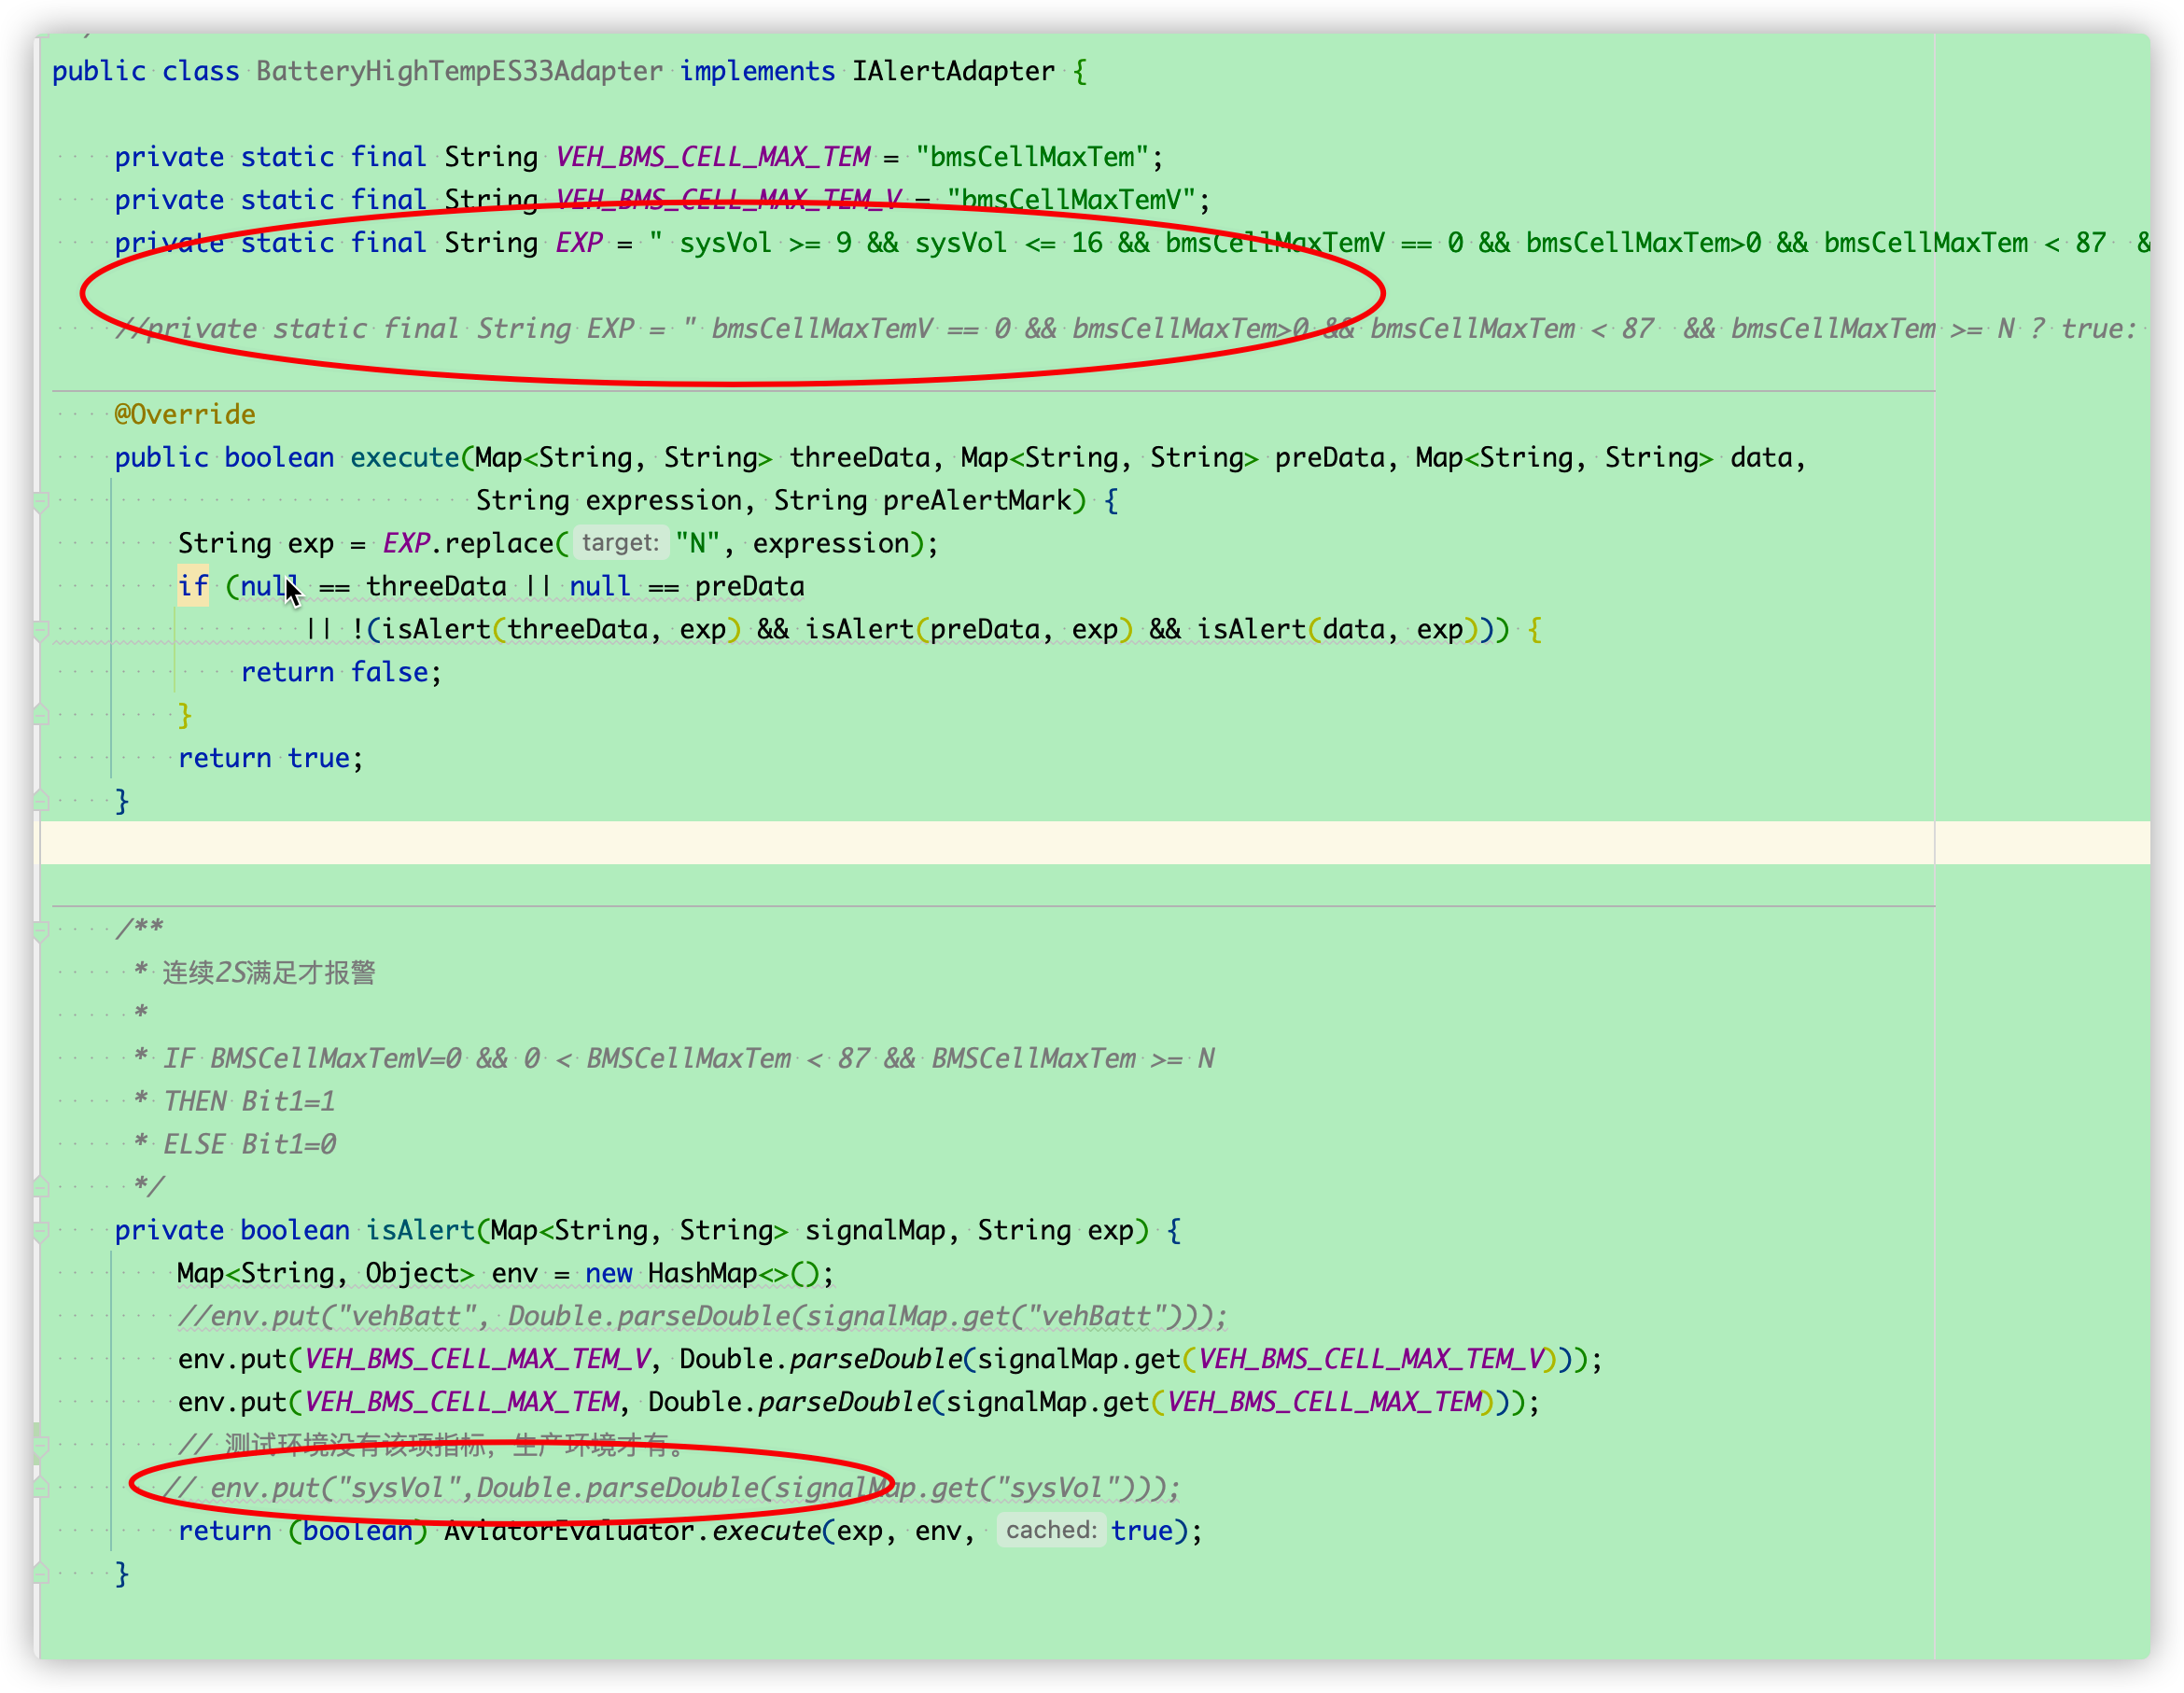 public class BatteryHighTempES33Adapter implements IAlertAdapter {
private static final String VEH_BMS_CELL_MAX_TEM = "bmsCellMaxTem";
private static final String VEH_BMS_CELL_MAX_TEM_V = "bmsCellMaxTemV";
private static final String EXP = " sysVol >= 9 && sysVol <= 16 && bmsCellMaxTemV == 0 && bmsCellMaxTem>0 && bmsCellMaxTem < 87  &
//private static final String EXP = " bmsCellMaxTemV == 0 && bmsCellMaxTem>0 && bmsCellMaxTem < 87  && bmsCellMaxTem >= N ? true:
@Override
public boolean execute(Map<String, String> threeData, Map<String, String> preData, Map<String, String> data,
String expression, String preAlertMark) {
String exp = EXP.replace( target: "N", expression);
if (null == threeData || null == preData
|| !(isAlert(threeData, exp) && isAlert(preData, exp) && isAlert(data, exp))) {
return false;
}
return true;
}
/**
* 连续2S满足才报警
*
* IF BMSCellMaxTemV=0 && 0 < BMSCellMaxTem < 87 && BMSCellMaxTem >= N
* THEN Bit1=1
* ELSE Bit1=0
*/
private boolean isAlert(Map<String, String> signalMap, String exp) {
Map<String, Object> env = new HashMap<>();
//env.put("vehBatt", Double.parseDouble(signalMap.get("vehBatt")));
env.put(VEH_BMS_CELL_MAX_TEM_V, Double.parseDouble(signalMap.get(VEH_BMS_CELL_MAX_TEM_V)));
env.put(VEH_BMS_CELL_MAX_TEM, Double.parseDouble(signalMap.get(VEH_BMS_CELL_MAX_TEM)));
// 测试环境没有该项指标，生产环境才有。
// env.put("sysVol",Double.parseDouble(signalMap.get("sysVol")));
return (boolean) AviatorEvaluator.execute(exp, env, cached: true);
}